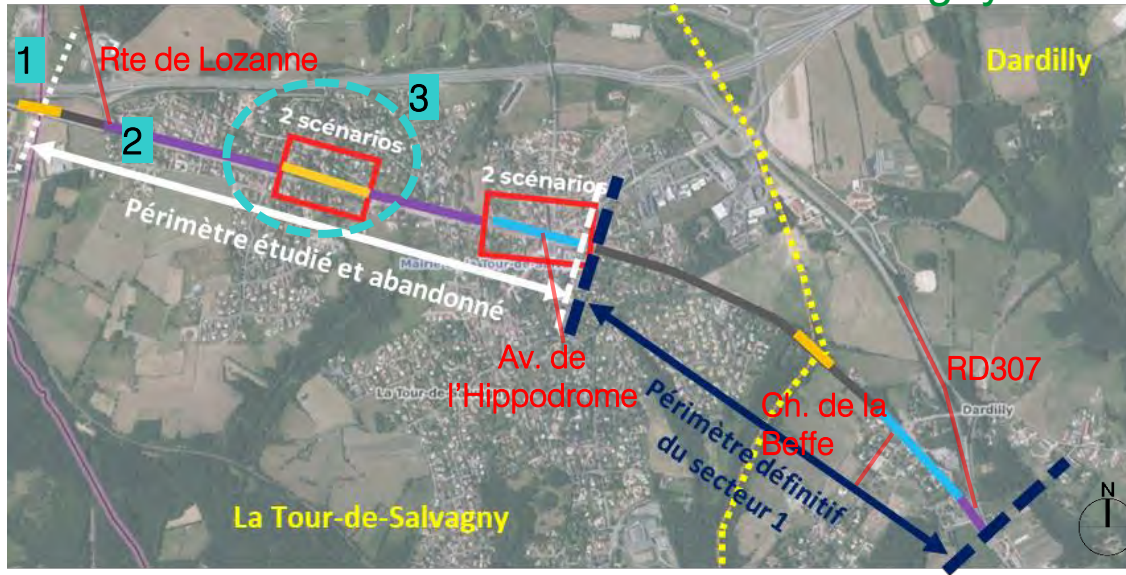 gny
Dardilly
1
Rte de Lozanne
3
2
2 scénarios
2 scénarios
Périmètre étudié et abandonné
Av. de
l'Hippodrome
RD307
Ch. de la
Beffe
Dardilly
Périmètre définitif
du secteur 1
La Tour-de-Salvagny
N